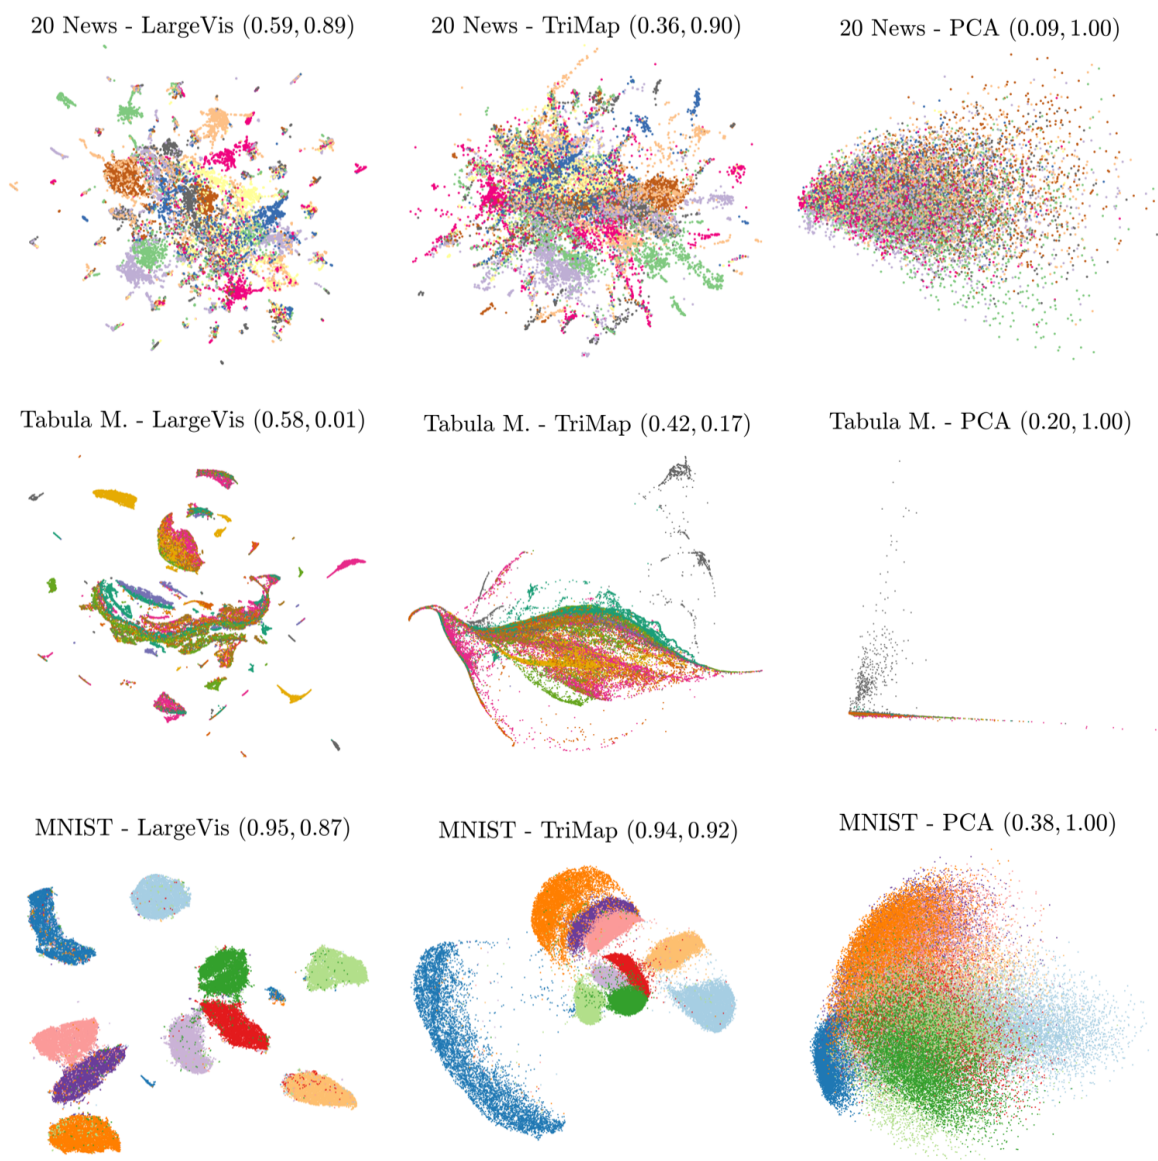 20 News - LargeVis (0.59, 0.89)
20 News - TriMap (0.36, 0.90)
20 News - PCA (0.09, 1.00)
Tabula M. - LargeVis (0.58, 0.01)
Tabula M. - TriMap (0.42, 0.17)
Tabula M. - PCA (0.20, 1.00)
MNIST - LargeVis (0.95, 0.87)
MNIST - TriMap (0.94, 0.92)
MNIST - PCA (0.38, 1.00)